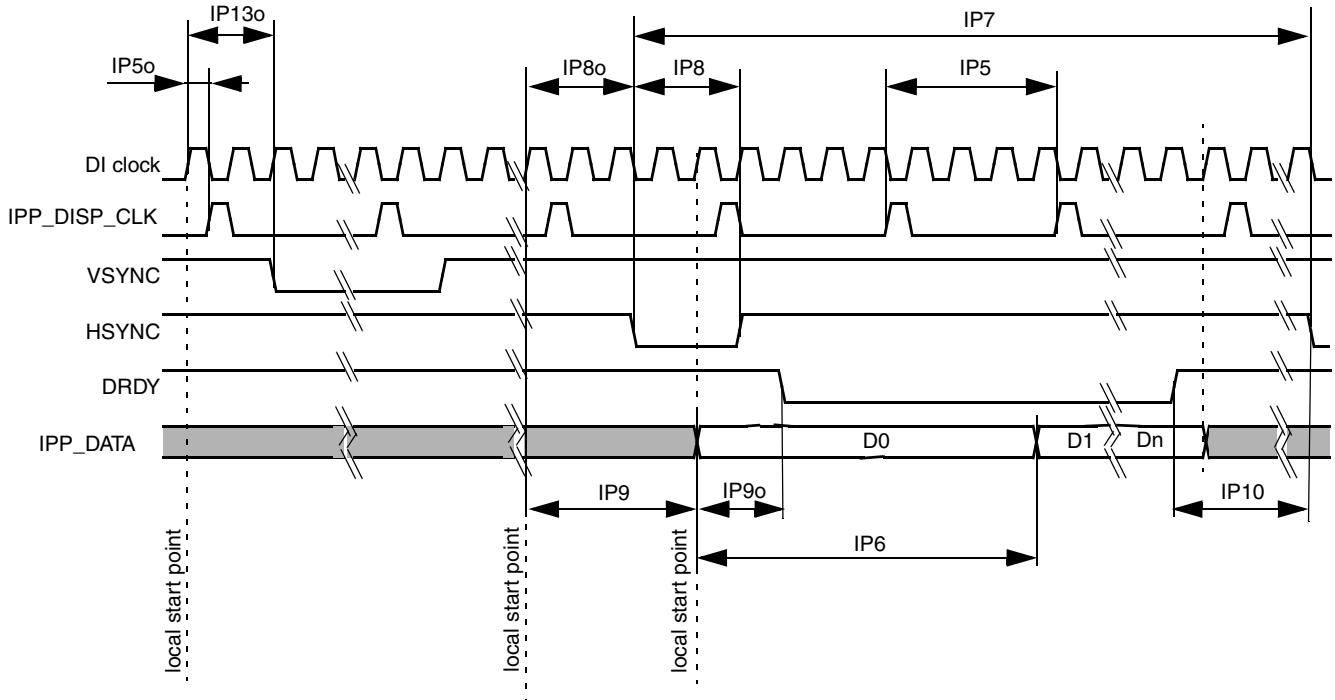 IP13o
IP7
IP5o
IP8o
IP8
IP5
DI clock
IPP_DISP_CLK
VSYNC
HSYNC
DRDY
IPP_DATA
D0
D1
Dn
IP9
IP9o
IP10
IP6
local start point
local start point
local start point